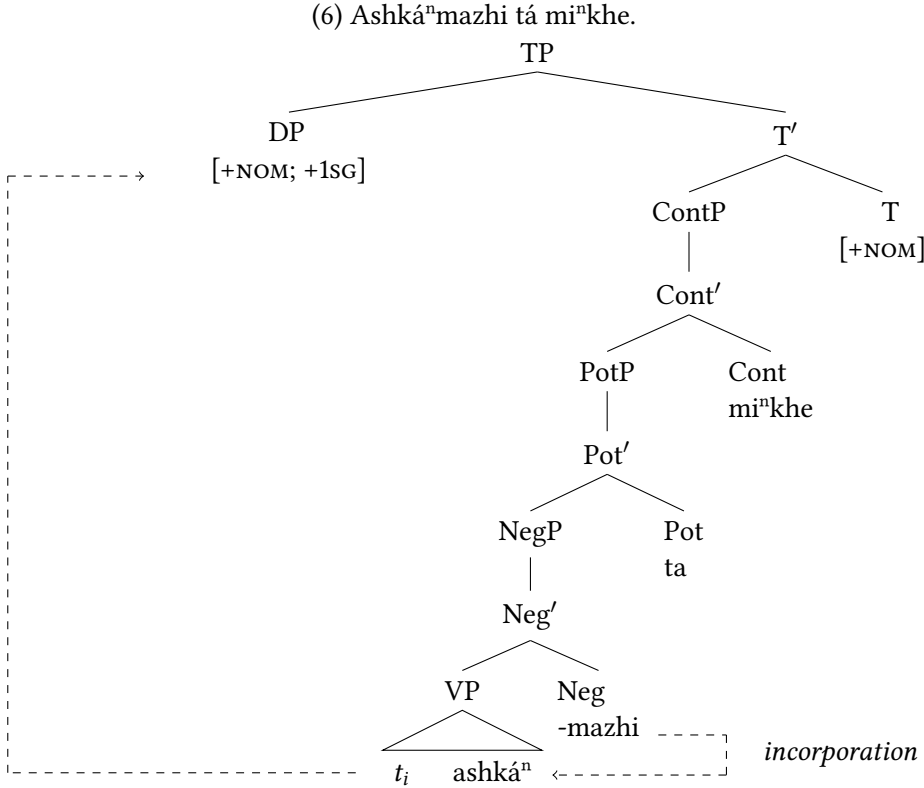 (6) Ashkáⁿmazhi tá miⁿkhe.
TP
DP T′
[+NOM; +1SG]
ContP T
[+NOM]
Cont′
PotP Cont
miⁿkhe
Pot′
NegP Pot
ta
Neg′
VP Neg
-mazhi
incorporation
tᵢ ashkáⁿ